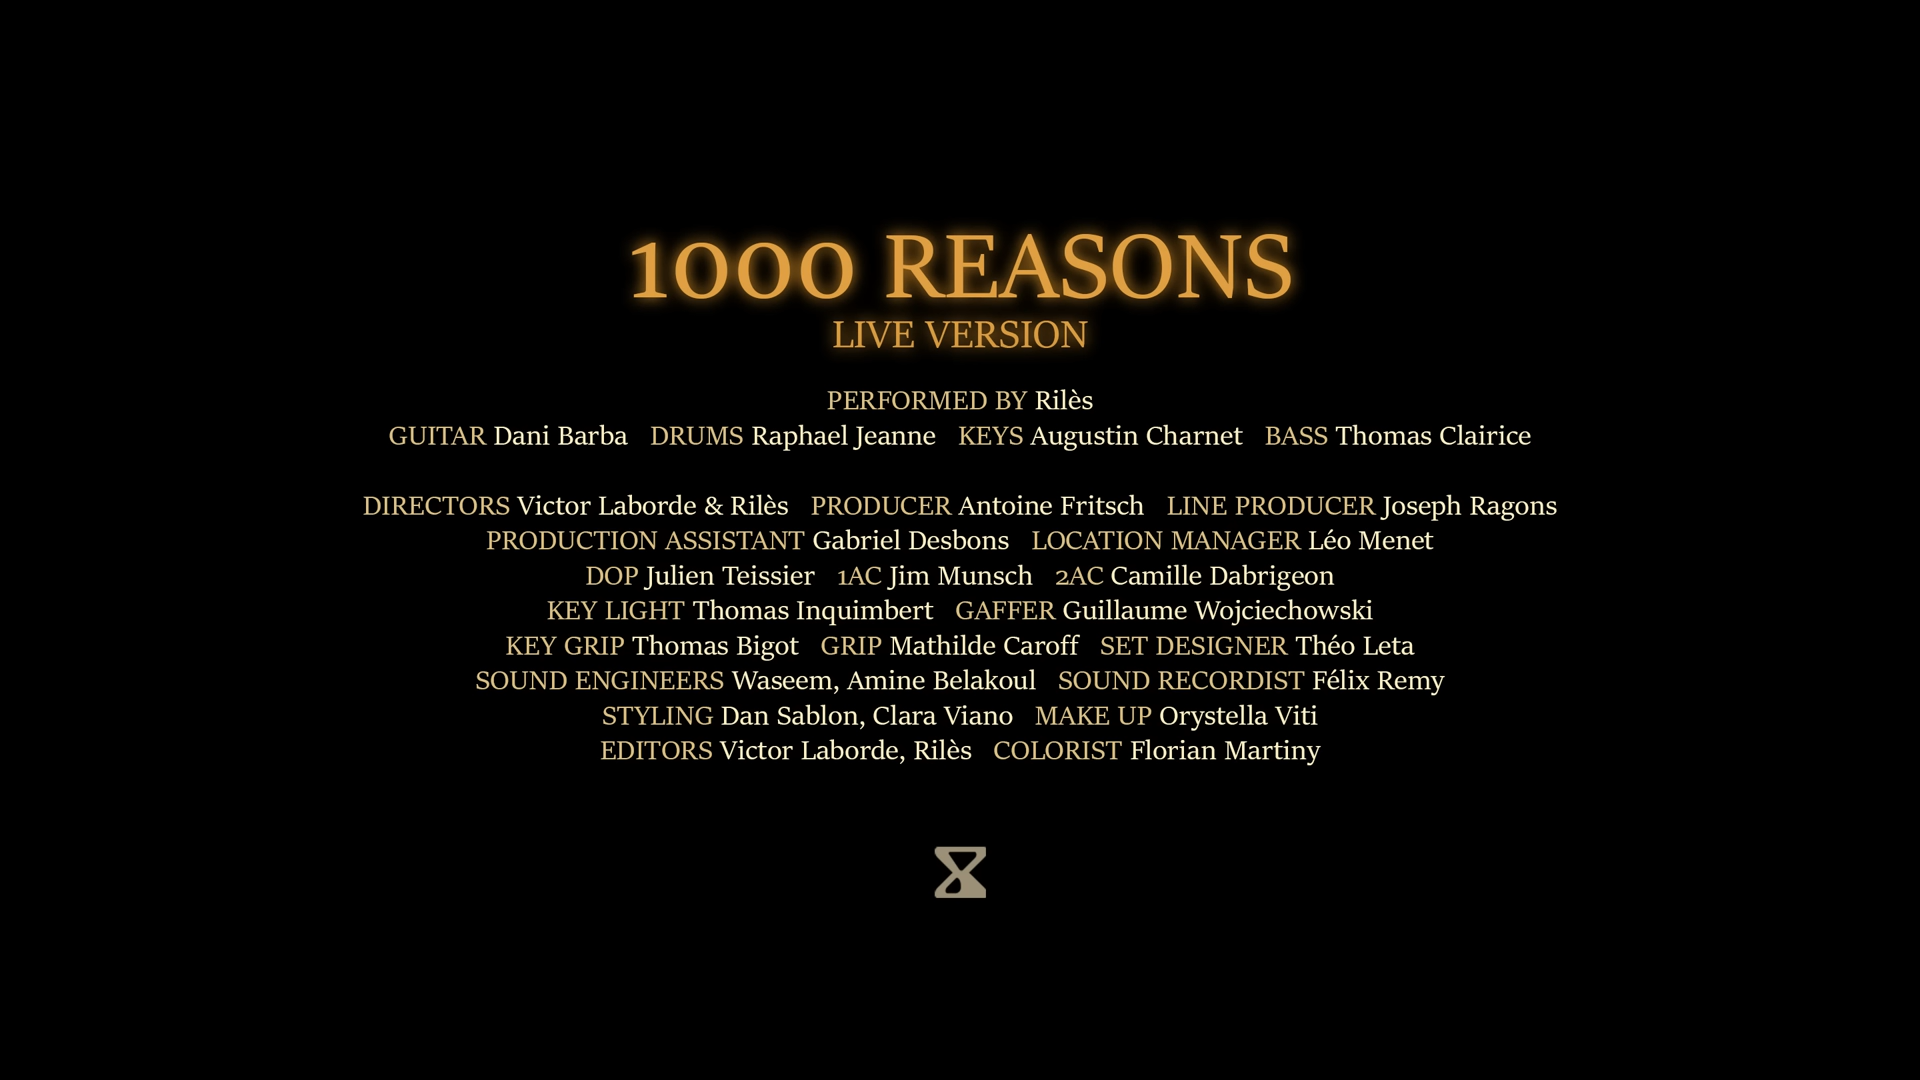 1000 REASONS
LIVE VERSION
PERFORMED BY Rilès
GUITAR Dani Barba DRUMS Raphael Jeanne KEYS Augustin Charnet BASS Thomas Clairice
DIRECTORS Victor Laborde & Rilès PRODUCER Antoine Fritsch LINE PRODUCER Joseph Ragons
PRODUCTION ASSISTANT Gabriel Desbons LOCATION MANAGER Léo Menet
DOP Julien Teissier 1AC Jim Munsch 2AC Camille Dabrigeon
KEY LIGHT Thomas Inquimbert GAFFER Guillaume Wojciechowski
KEY GRIP Thomas Bigot GRIP Mathilde Caroff SET DESIGNER Théo Leta
SOUND ENGINEERS Waseem, Amine Belakoul SOUND RECORDIST Félix Remy
STYLING Dan Sablon, Clara Viano MAKE UP Orystella Viti
EDITORS Victor Laborde, Rilès COLORIST Florian Martiny